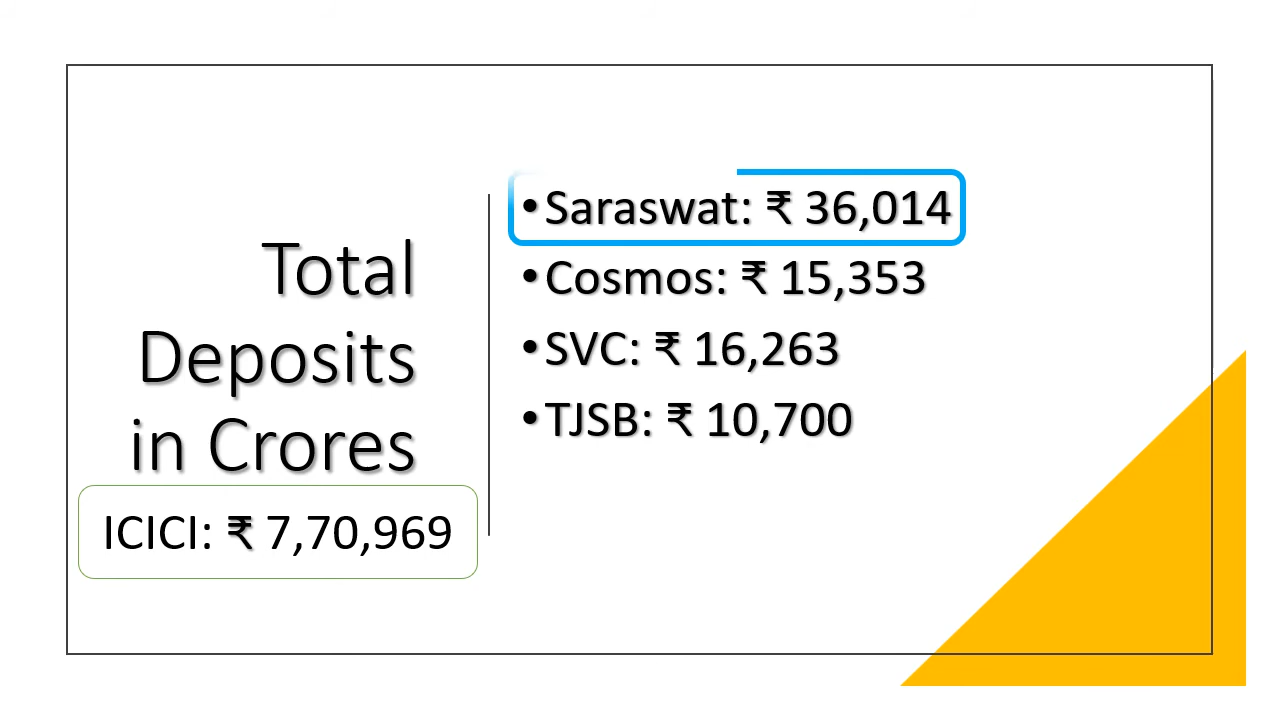 Total
Deposits
in Crores
ICICI: ₹ 7,70,969
•Saraswat: ₹ 36,014
•Cosmos: ₹ 15,353
•SVC: ₹ 16,263
•TJSB: ₹ 10,700